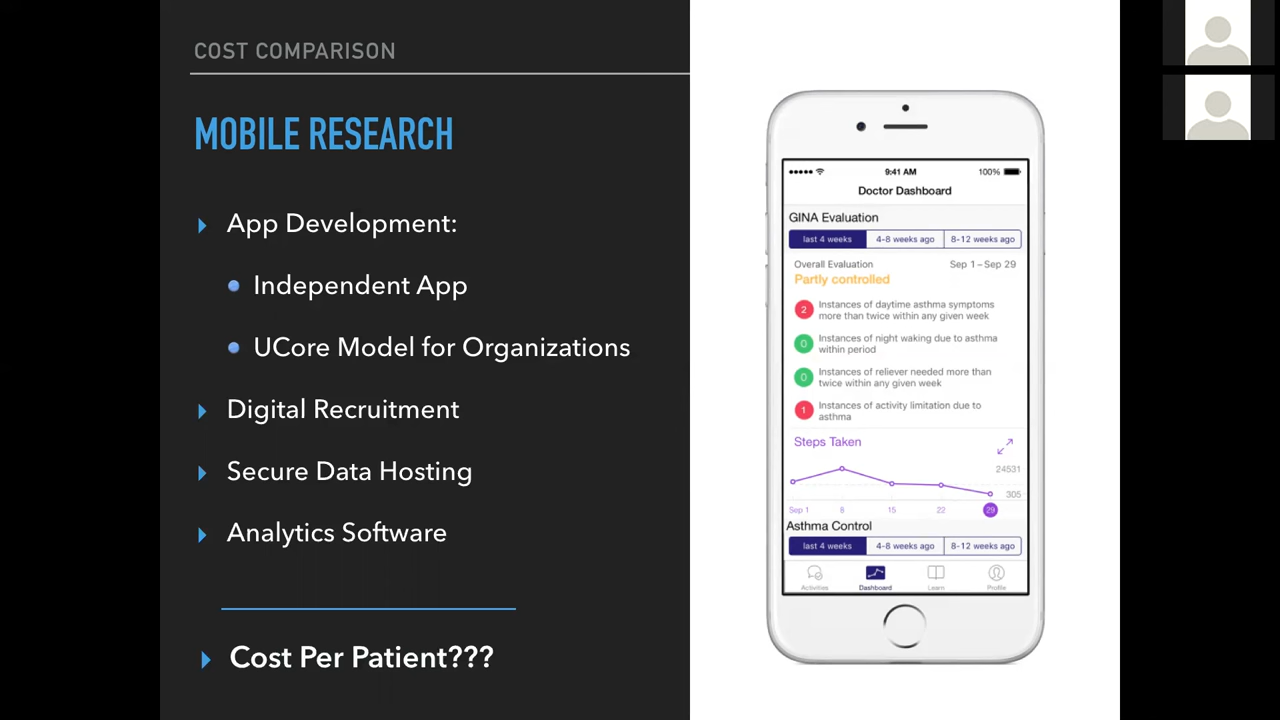 COST COMPARISON
MOBILE RESEARCH
App Development:
Independent App
UCore Model for Organizations
Digital Recruitment
Secure Data Hosting
Analytics Software
Cost Per Patient???
9:41 AM
100%
Doctor Dashboard
GINA Evaluation
last 4 weeks 4-8 weeks ago 8-12 weeks ago
Overall Evaluation Sep 1 – Sep 29
Partly controlled
2 Instances of daytime asthma symptoms
more than twice within any given week
0 Instances of night waking due to asthma
within period
0 Instances of reliever needed more than
twice within any given week
1 Instances of activity limitation due to
asthma
Steps Taken
24531
305
Sep 1 8 15 22 29
Asthma Control
last 4 weeks 4-8 weeks ago 8-12 weeks ago
Activities Dashboard Learn Profile